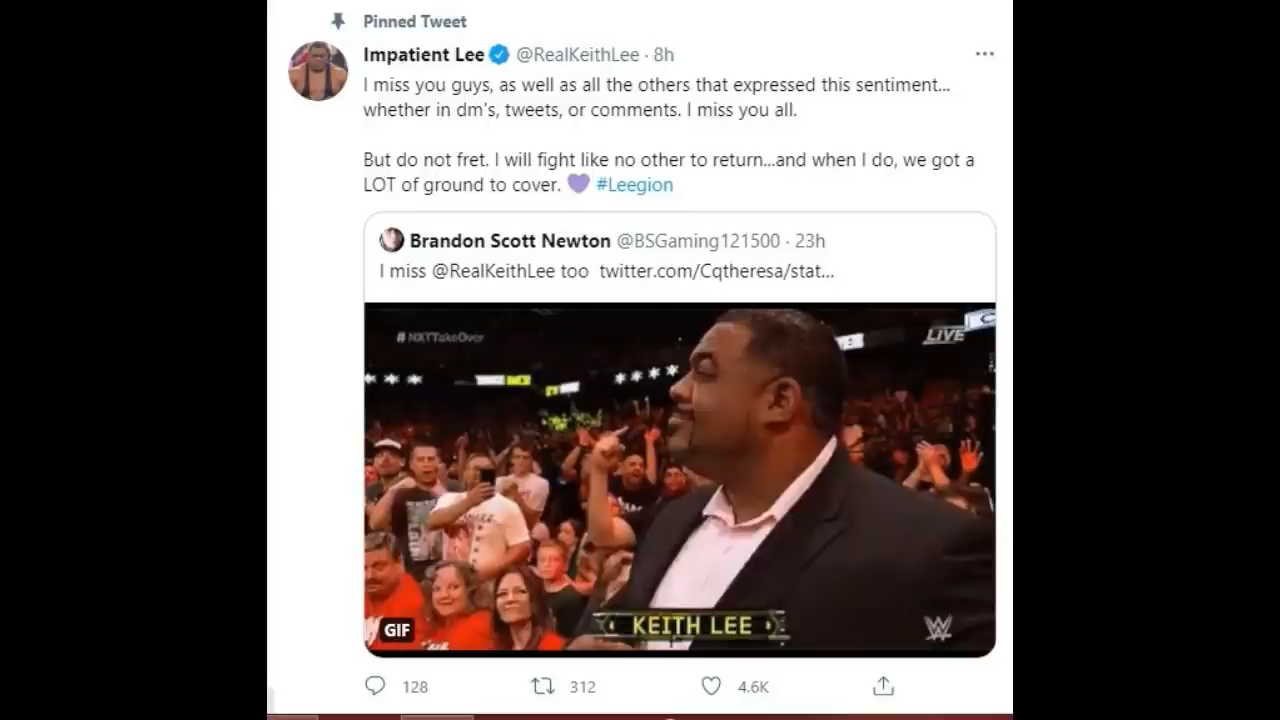 Pinned Tweet
Impatient Lee @RealKeithLee · 8h
I miss you guys, as well as all the others that expressed this sentiment...
whether in dm's, tweets, or comments. I miss you all.
But do not fret. I will fight like no other to return...and when I do, we got a
LOT of ground to cover. 💜 #Leegion
Brandon Scott Newton @BSGaming121500 · 23h
I miss @RealKeithLee too twitter.com/Cqtheresa/stat...
#NXTTakeOver
LIVE
KEITH LEE
GIF
W
128
312
4.6K